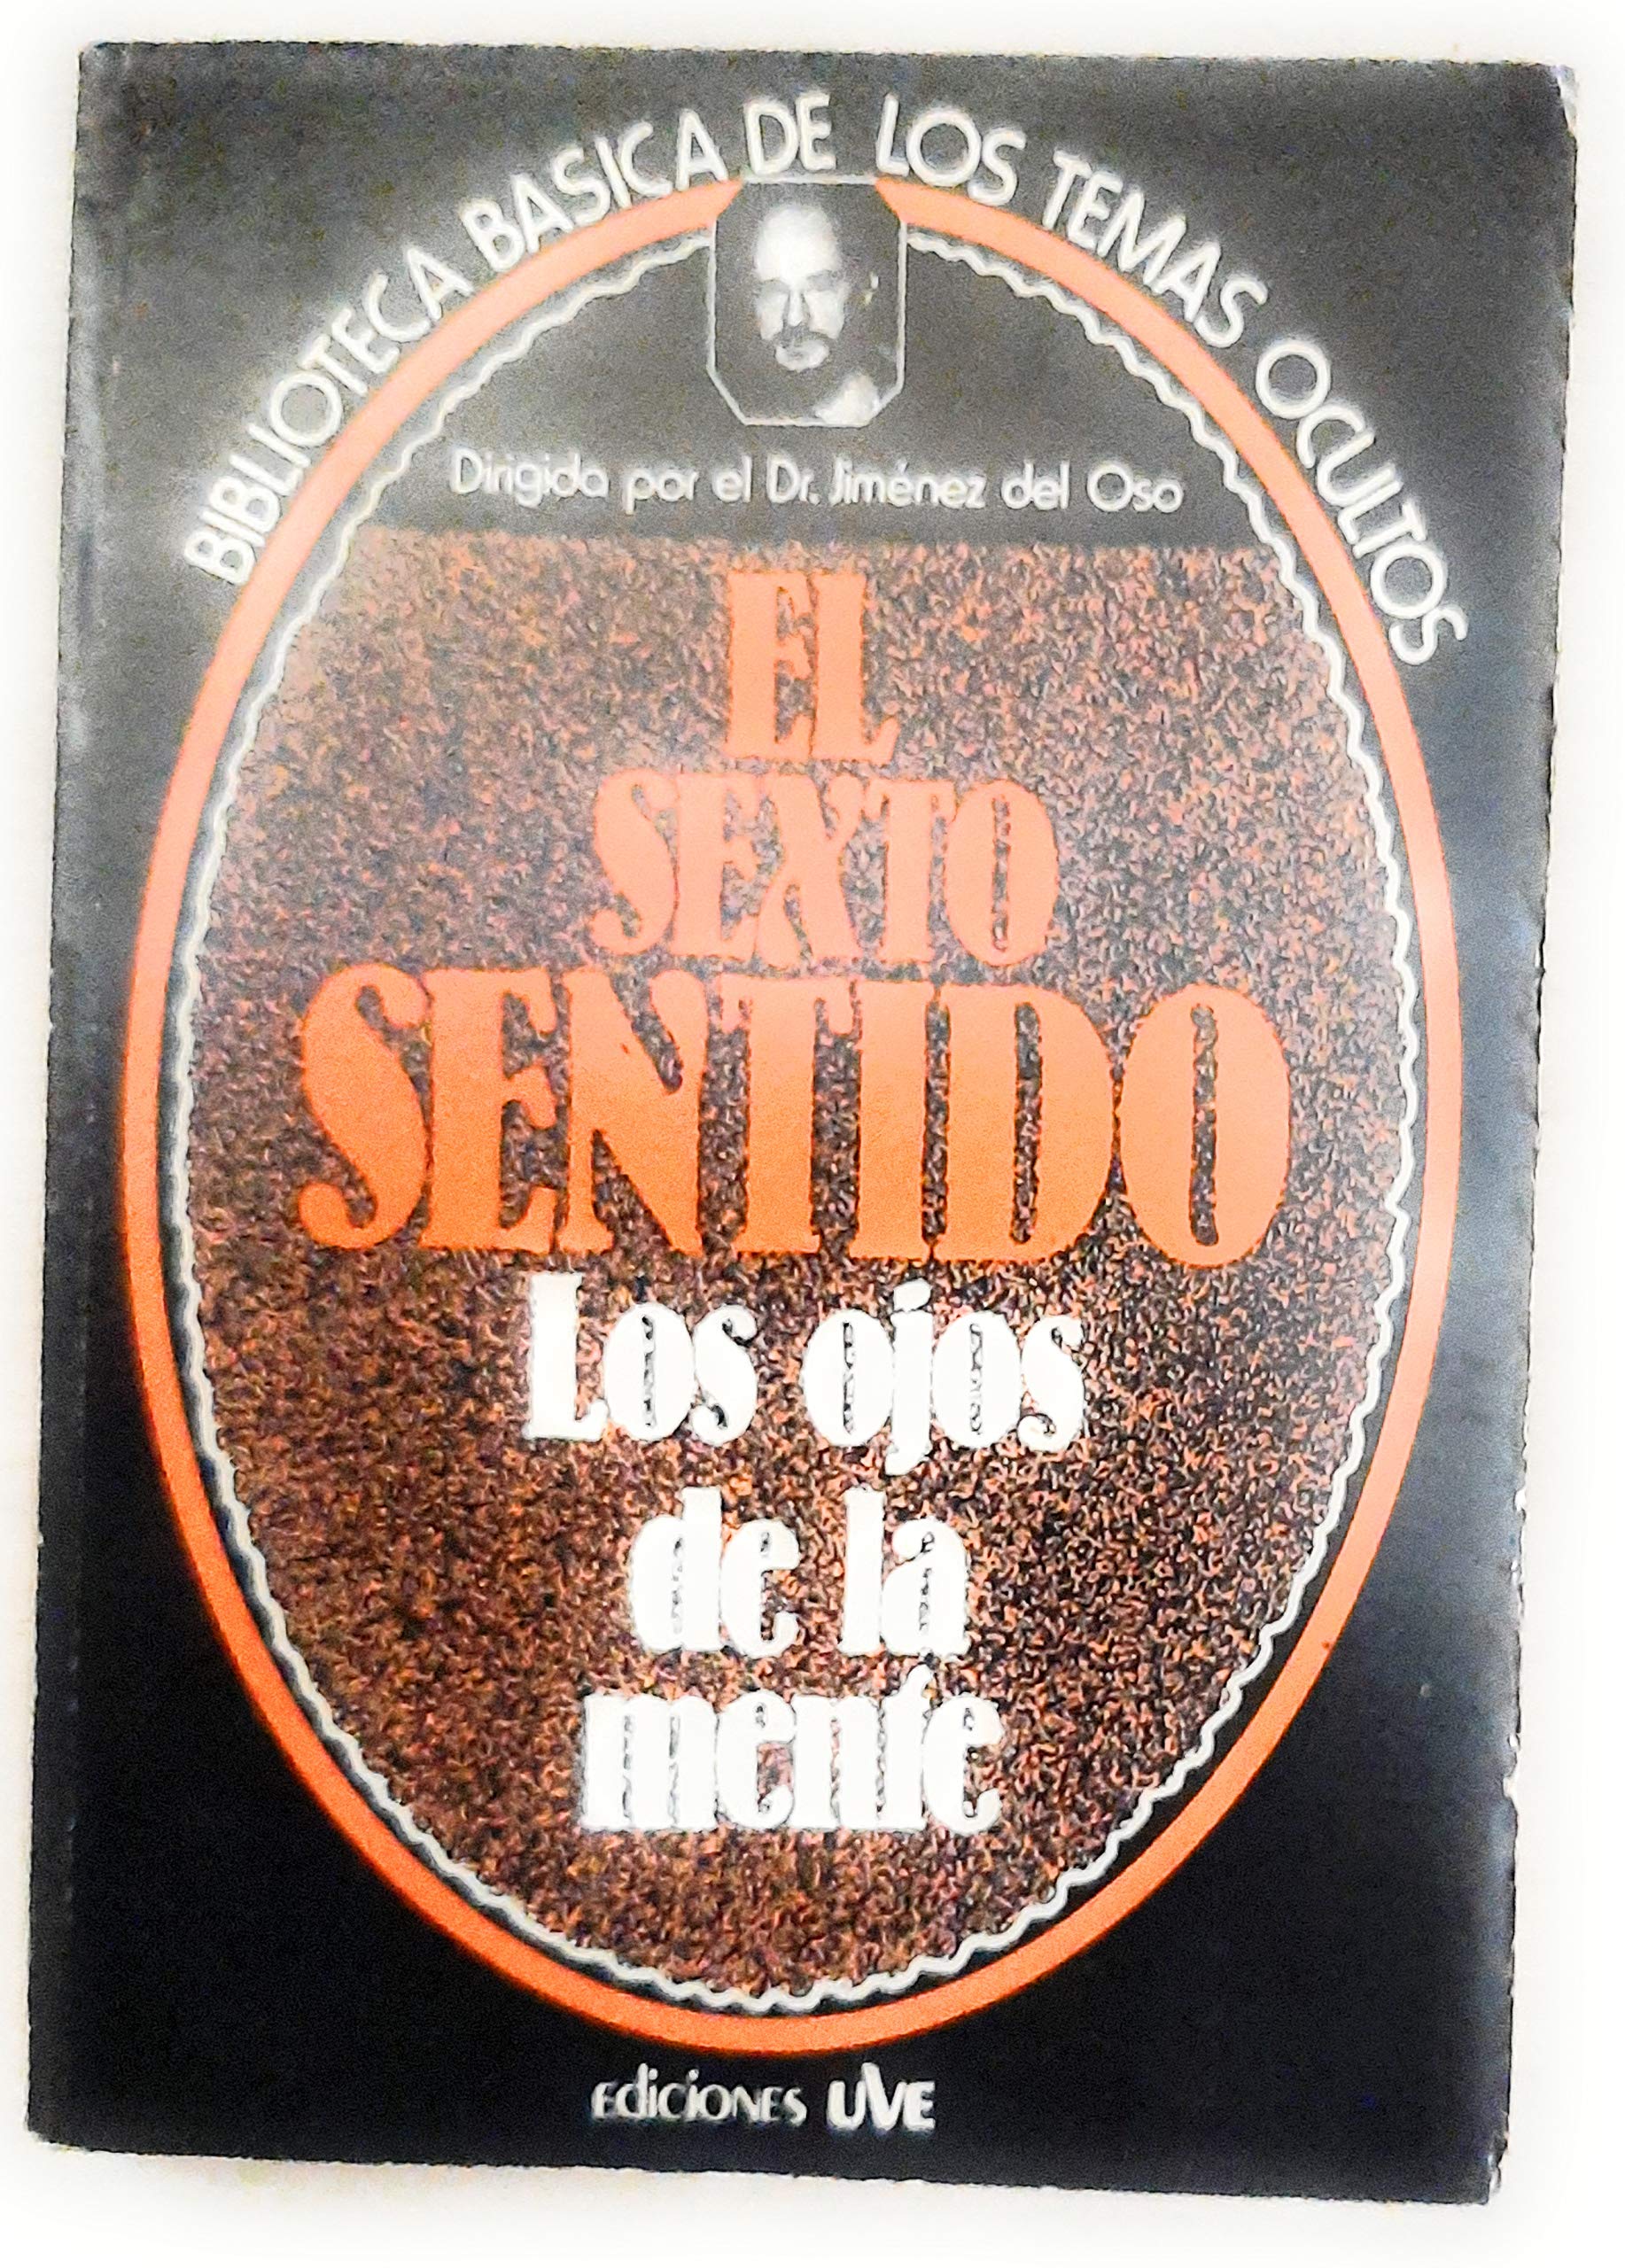 BIBLIOTECA BASICA DE LOS TEMAS OCULTOS
Dirigida por el Dr. Jiménez del Oso
EL
SEXTO
SENTIDO
Los ojos
de la
mente
ediciones UVE